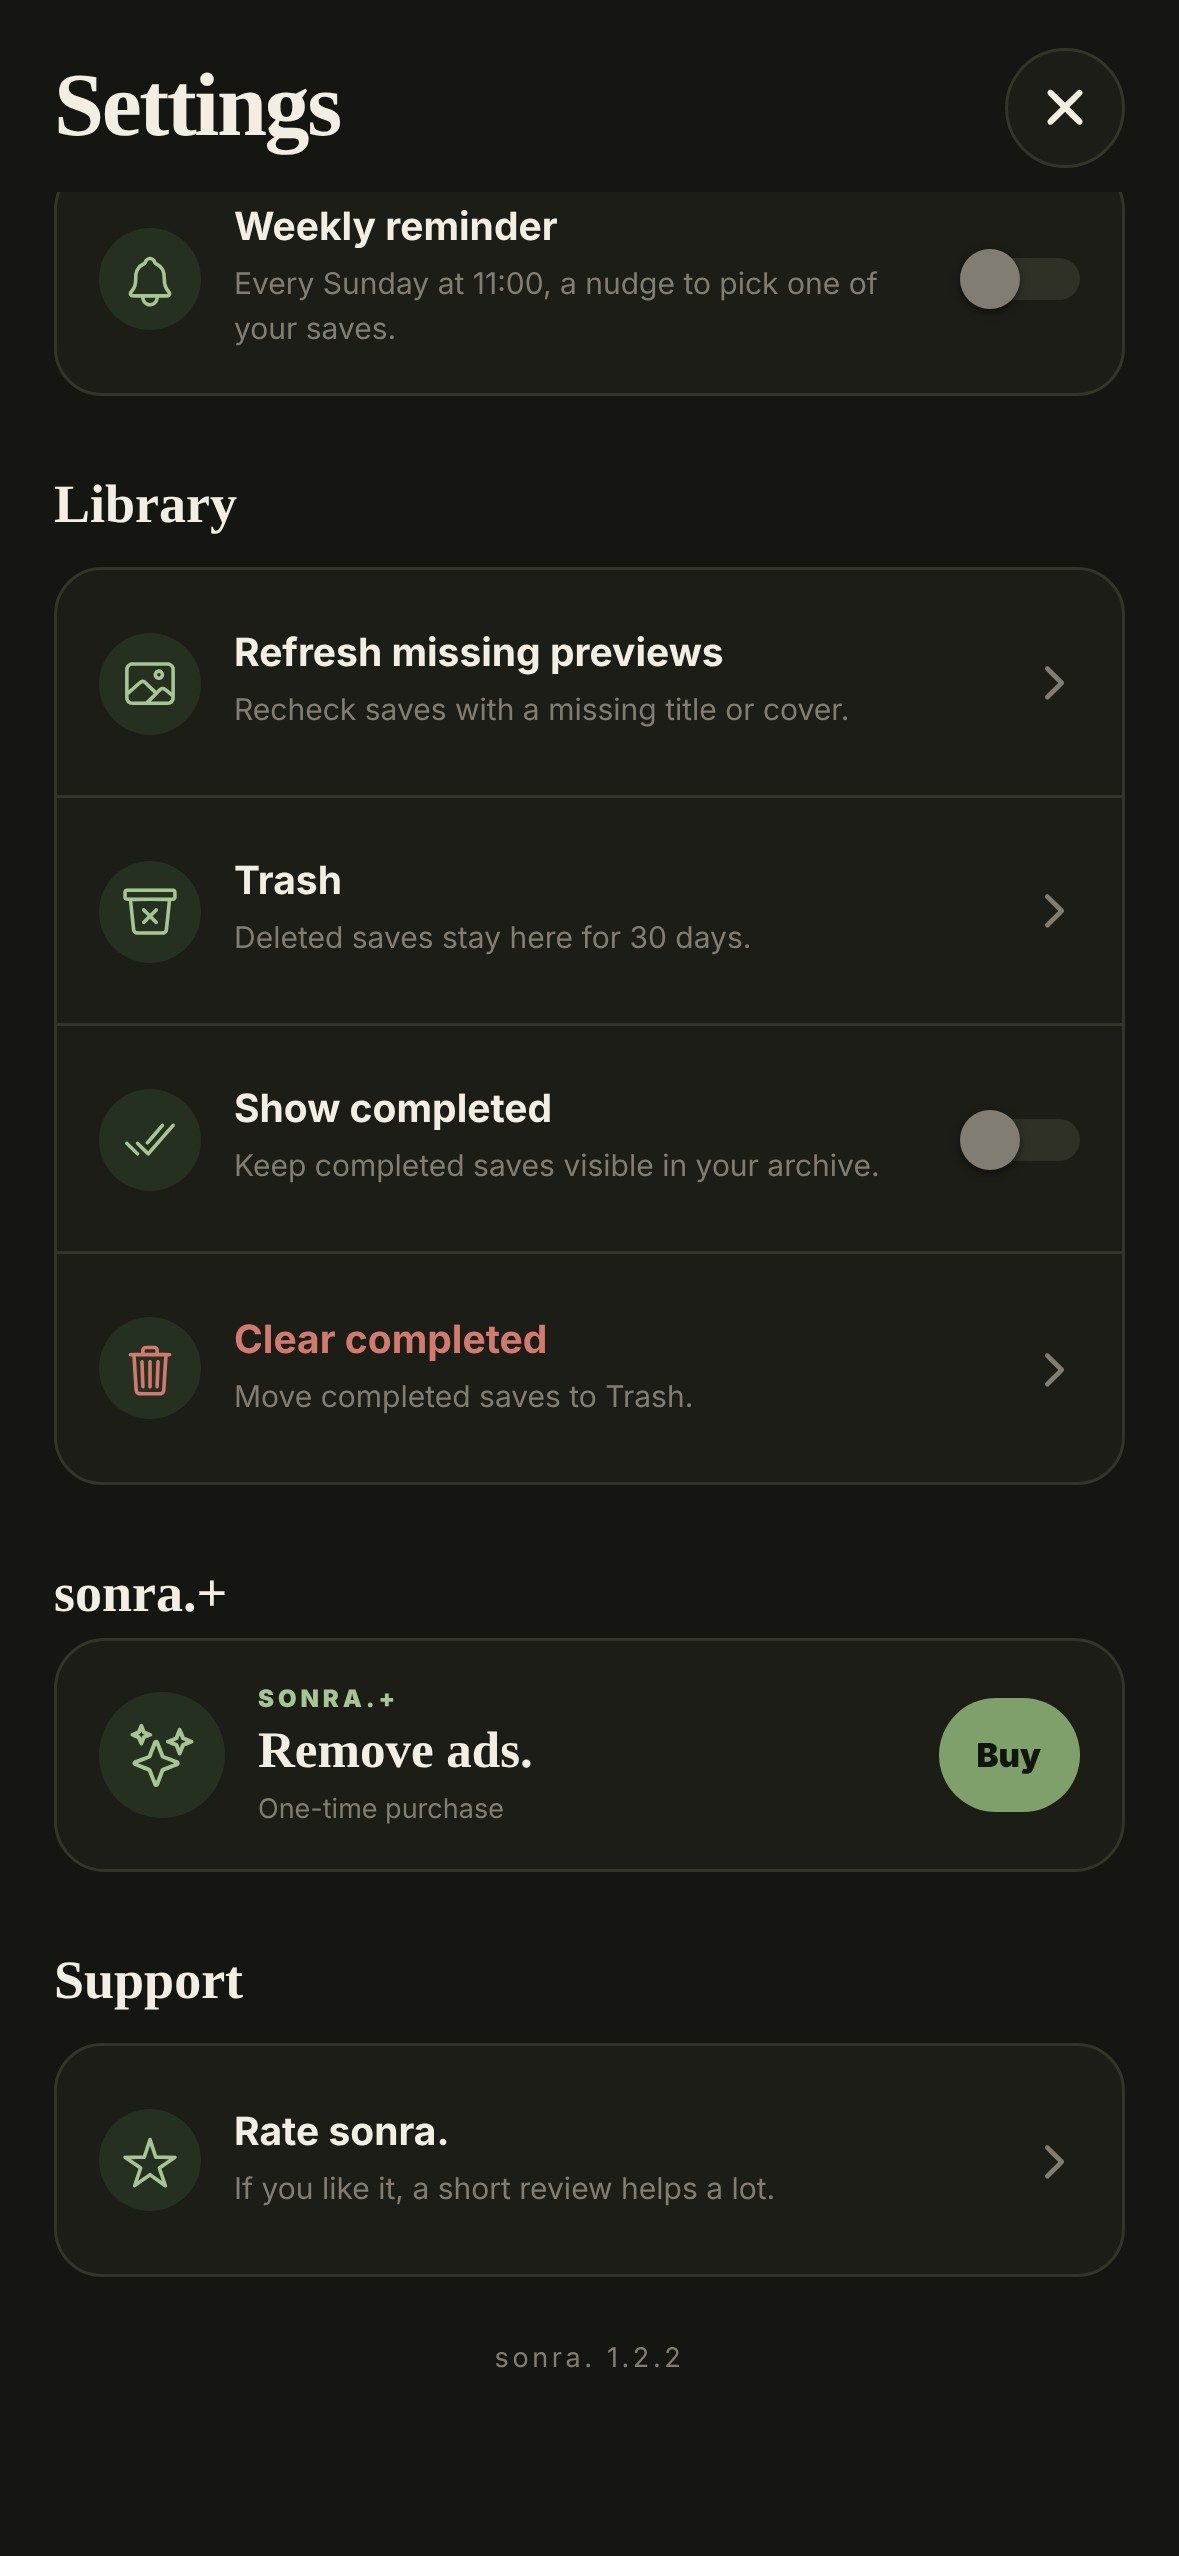 Settings
Weekly reminder
Every Sunday at 11:00, a nudge to pick one of
your saves.
Library
Refresh missing previews
Recheck saves with a missing title or cover.
Trash
Deleted saves stay here for 30 days.
Show completed
Keep completed saves visible in your archive.
Clear completed
Move completed saves to Trash.
sonra.+
SONRA.+
Remove ads.
One-time purchase
Buy
Support
Rate sonra.
If you like it, a short review helps a lot.
sonra. 1.2.2